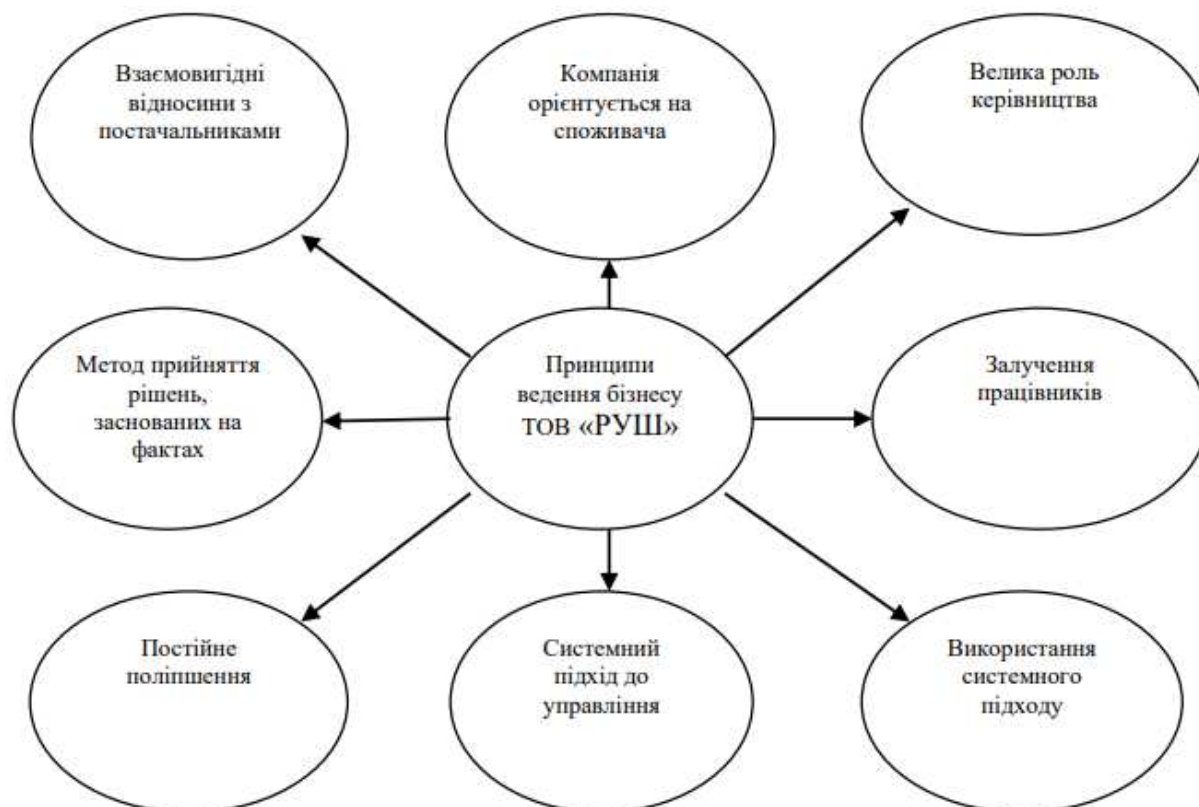 Взаємовигідні
відносини з
постачальниками
Компанія
орієнтується на
споживача
Велика роль
керівництва
Метод прийняття
рішень,
заснованих на
фактах
Принципи
ведення бізнесу
ТОВ «РУШ»
Залучення
працівників
Постійне
поліпшення
Системний
підхід до
управління
Використання
системного
підходу